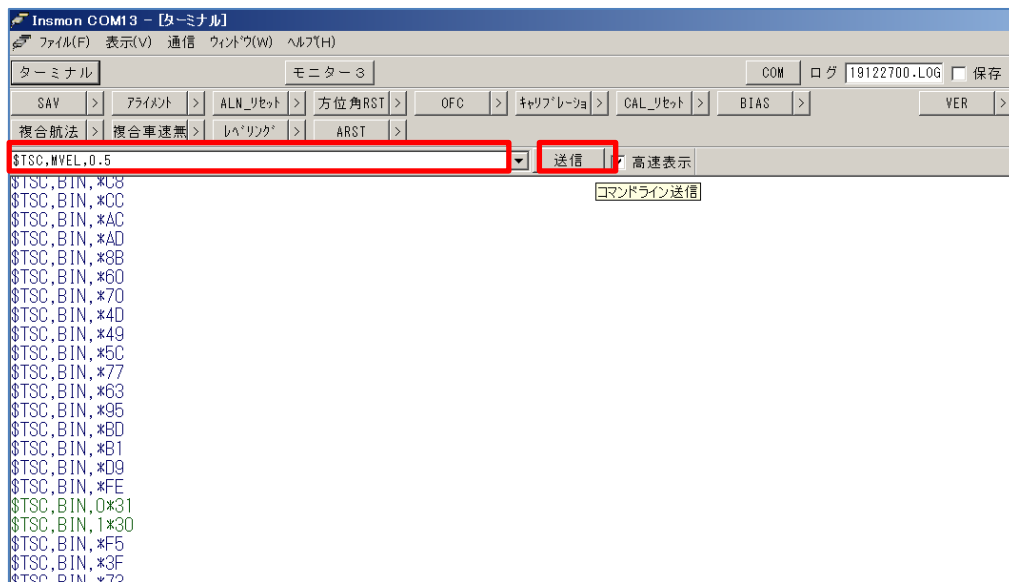 Insmon COM13 - [ターミナル]
ファイル(F) 表示(V) 通信 ウィンドウ(W) ヘルプ(H)
ターミナル モニター3 COM ログ 19122700.LOG 保存
SAV > アライメント > ALN_リセット > 方位角RST > OFC > キャリブレーショ > CAL_リセット > BIAS > VER >
複合航法 > 複合車速無 > レベリング > ARST >
$TSC,MVEL,0.5 送信 高速表示
コマンドライン送信
$TSC,BIN,*C8
$TSC,BIN,*CC
$TSC,BIN,*AC
$TSC,BIN,*AD
$TSC,BIN,*8B
$TSC,BIN,*60
$TSC,BIN,*70
$TSC,BIN,*4D
$TSC,BIN,*49
$TSC,BIN,*5C
$TSC,BIN,*77
$TSC,BIN,*63
$TSC,BIN,*95
$TSC,BIN,*BD
$TSC,BIN,*B1
$TSC,BIN,*D9
$TSC,BIN,*FE
$TSC,BIN,0*31
$TSC,BIN,1*30
$TSC,BIN,*F5
$TSC,BIN,*3F
$TSC,BIN,*73